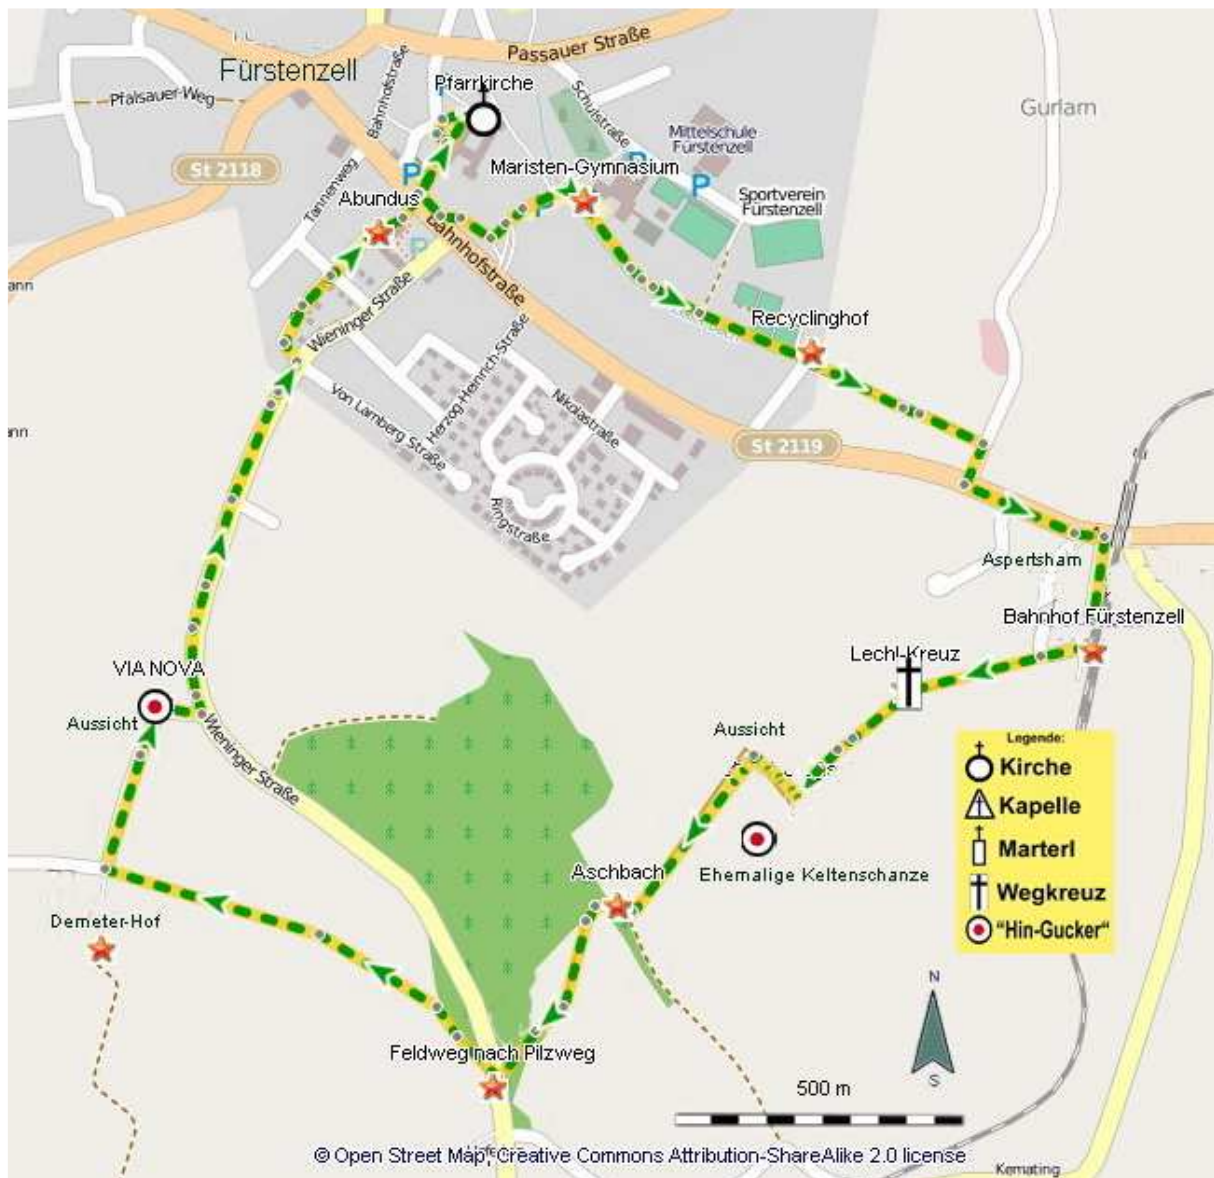 Passauer Straße
Fürstenzell
Bahnhofstraße
Pfarrkirche
Pfalsauer-Weg
Schulstraße
Gurlarn
Mittelschule
Fürstenzell
St 2118
Tannenweg
P
Maristen-Gymnasium
P
P
Sportverein
Fürstenzell
Abundus
P
Bahnhofstraße
P
ann
Wieninger Straße
Recyclinghof
Herzog-Heinrich-Straße
Von Lamberg Straße
Nikolastraße
ann
St 2119
Ringstraße
Aspertsham
Bahnhof Fürstenzell
Lechl-Kreuz
VIA NOVA
Aussicht
Wieninger Straße
Aussicht
Legende:
Kirche
Kapelle
Marterl
Wegkreuz
"Hin-Gucker"
Aschbach
Ehemalige Keltenschanze
Demeter-Hof
N
S
Feldweg nach Pilzweg
500 m
© Open Street Map, Creative Commons Attribution-ShareAlike 2.0 license
Kemating